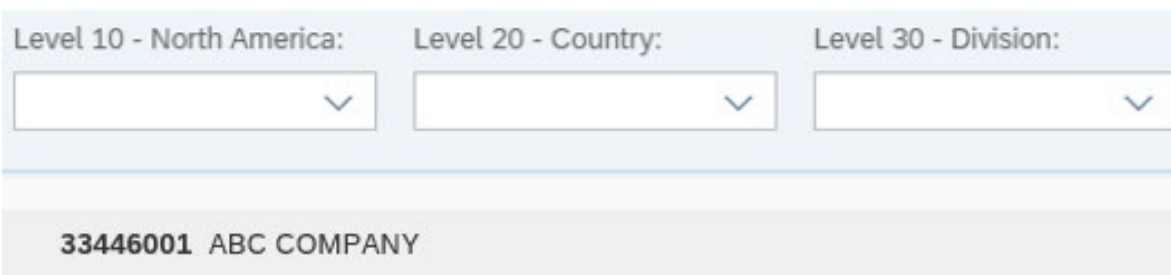 Level 10 - North America: Level 20 - Country: Level 30 - Division:
33446001 ABC COMPANY